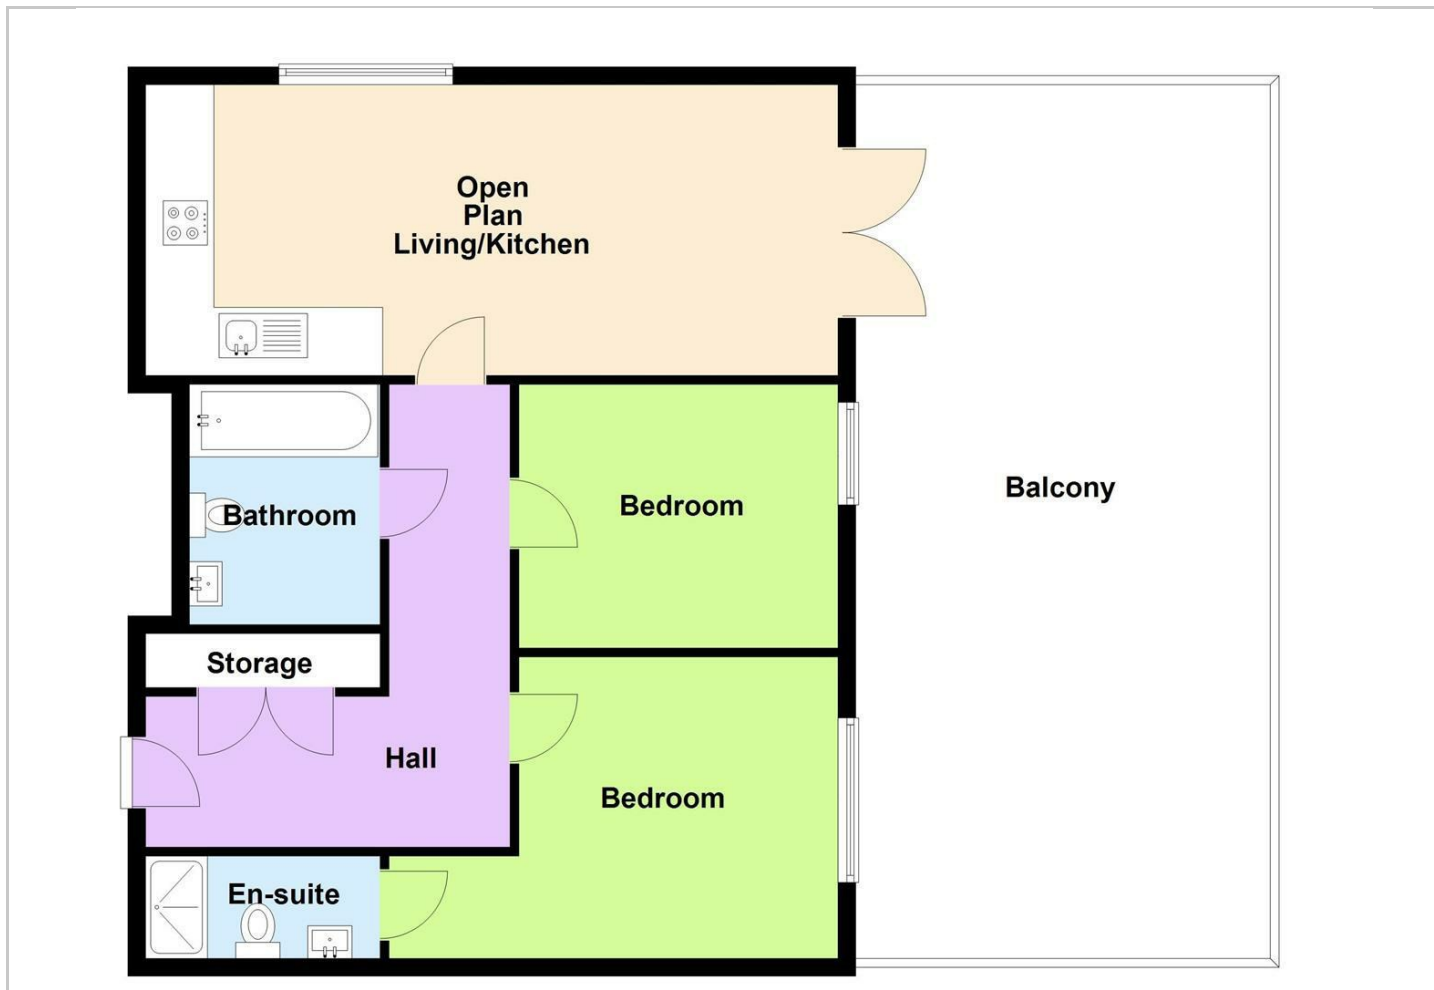 Open
Plan
Living/Kitchen
Balcony
Bedroom
Bathroom
Storage
Hall
Bedroom
En-suite